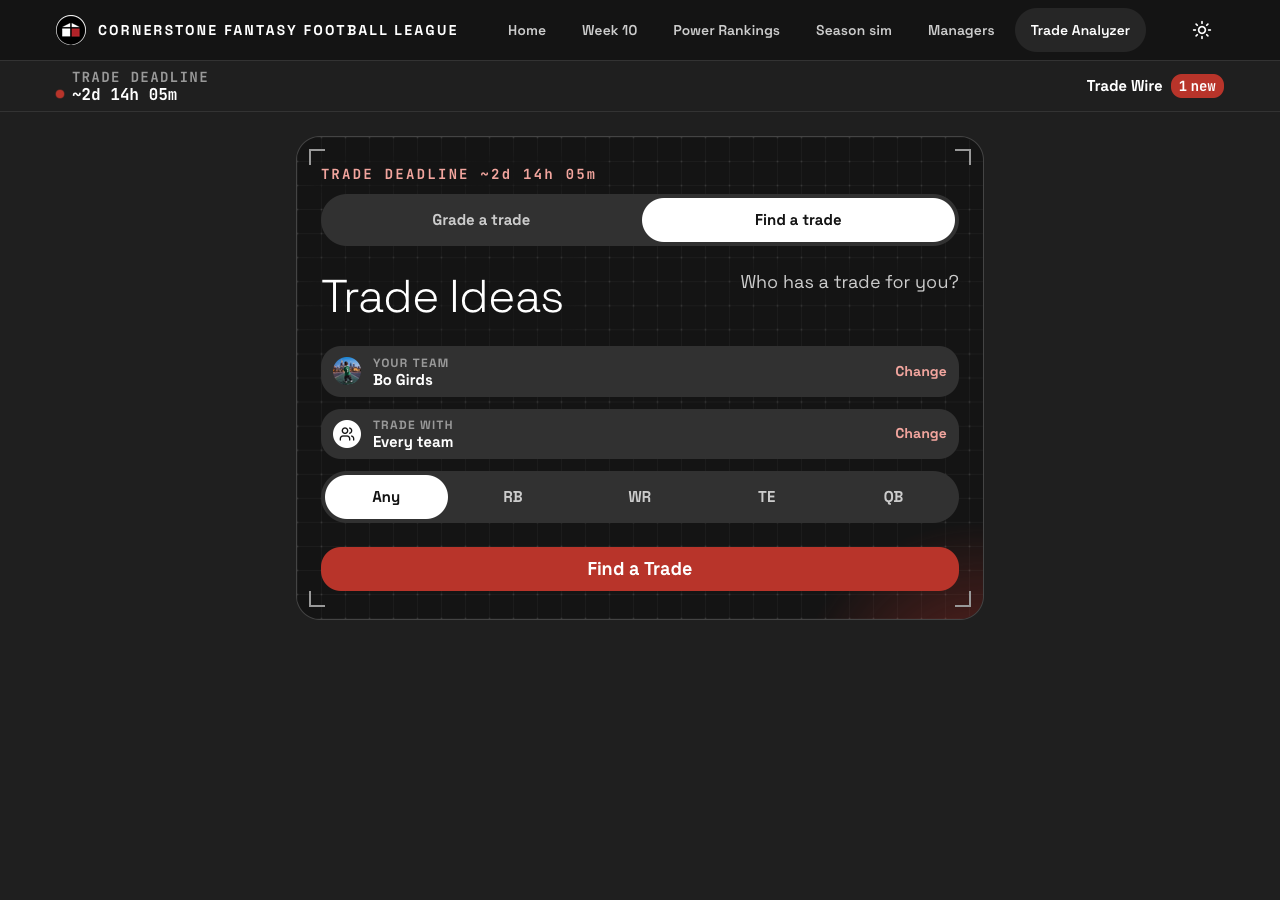 CORNERSTONE FANTASY FOOTBALL LEAGUE
Home
Week 10
Power Rankings
Season sim
Managers
Trade Analyzer
TRADE DEADLINE
~2d 14h 05m
Trade Wire
1 new
TRADE DEADLINE ~2d 14h 05m
Grade a trade
Find a trade
Trade Ideas
Who has a trade for you?
YOUR TEAM
Bo Girds
Change
TRADE WITH
Every team
Change
Any
RB
WR
TE
QB
Find a Trade